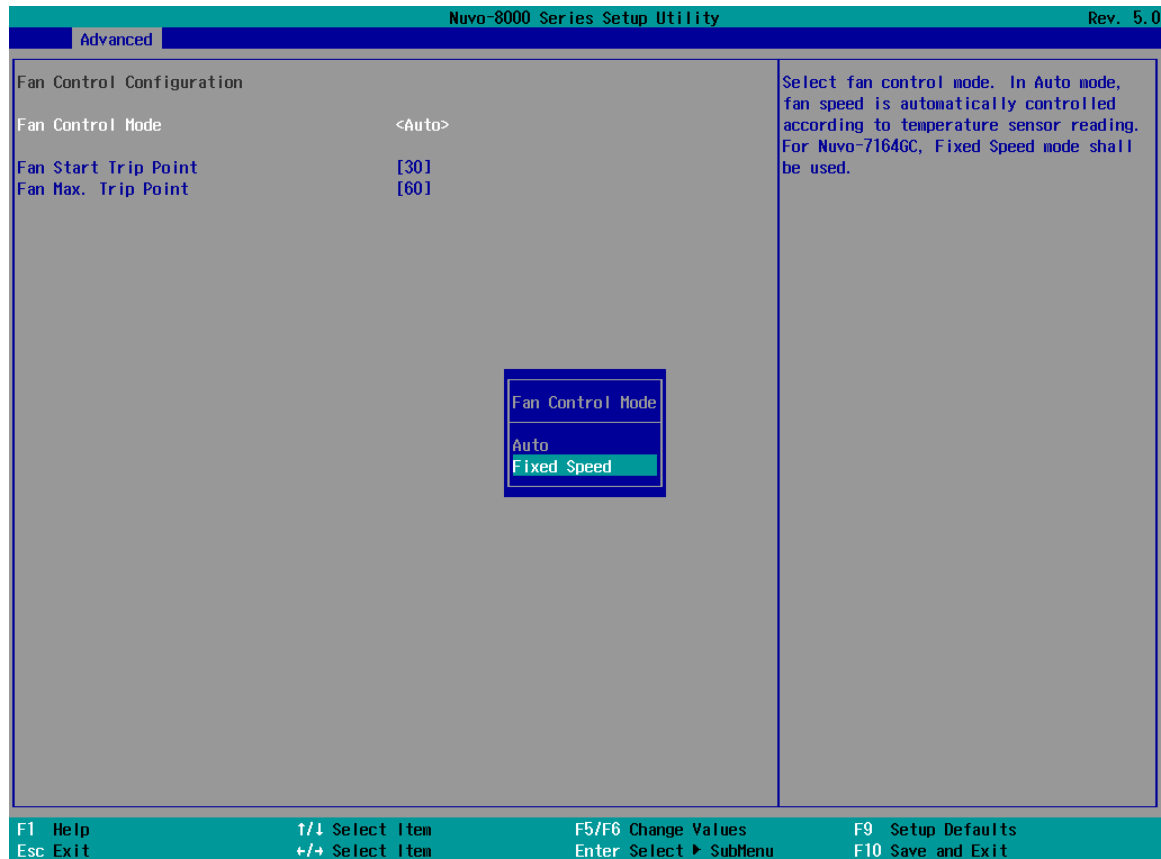 Nuvo-8000 Series Setup Utility Rev. 5.0
Advanced
Fan Control Configuration
Fan Control Mode <Auto>
Fan Start Trip Point [30]
Fan Max. Trip Point [60]
Select fan control mode. In Auto mode,
fan speed is automatically controlled
according to temperature sensor reading.
For Nuvo-7164GC, Fixed Speed mode shall
be used.
Fan Control Mode
Auto
Fixed Speed
F1 Help ↑/↓ Select Item F5/F6 Change Values F9 Setup Defaults
Esc Exit ←/→ Select Item Enter Select ▶ SubMenu F10 Save and Exit